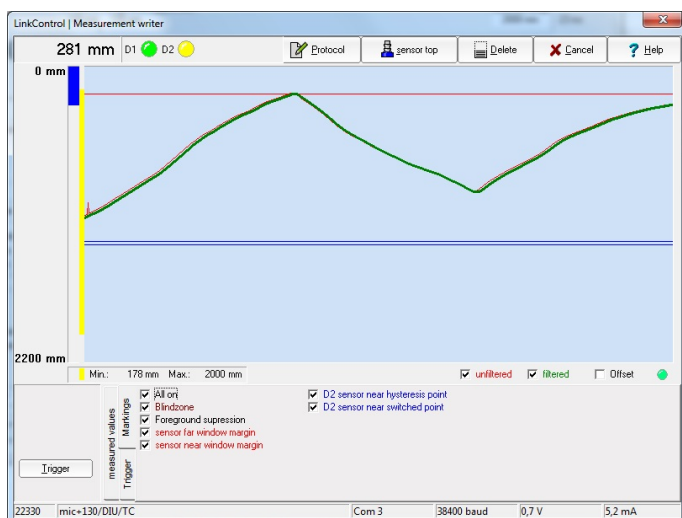 LinkControl | Measurement writer
281 mm D1 D2 Protocol sensor top Delete Cancel Help
0 mm
2200 mm
Min.: 178 mm Max.: 2000 mm unfiltered filtered Offset
measured values
Markings
Trigger
All on
Blindzone
Foreground supression
sensor far window margin
sensor near window margin
D2 sensor near hysteresis point
D2 sensor near switched point
Trigger
22330 mic+130/DIU/TC Com 3 38400 baud 0,7 V 5,2 mA